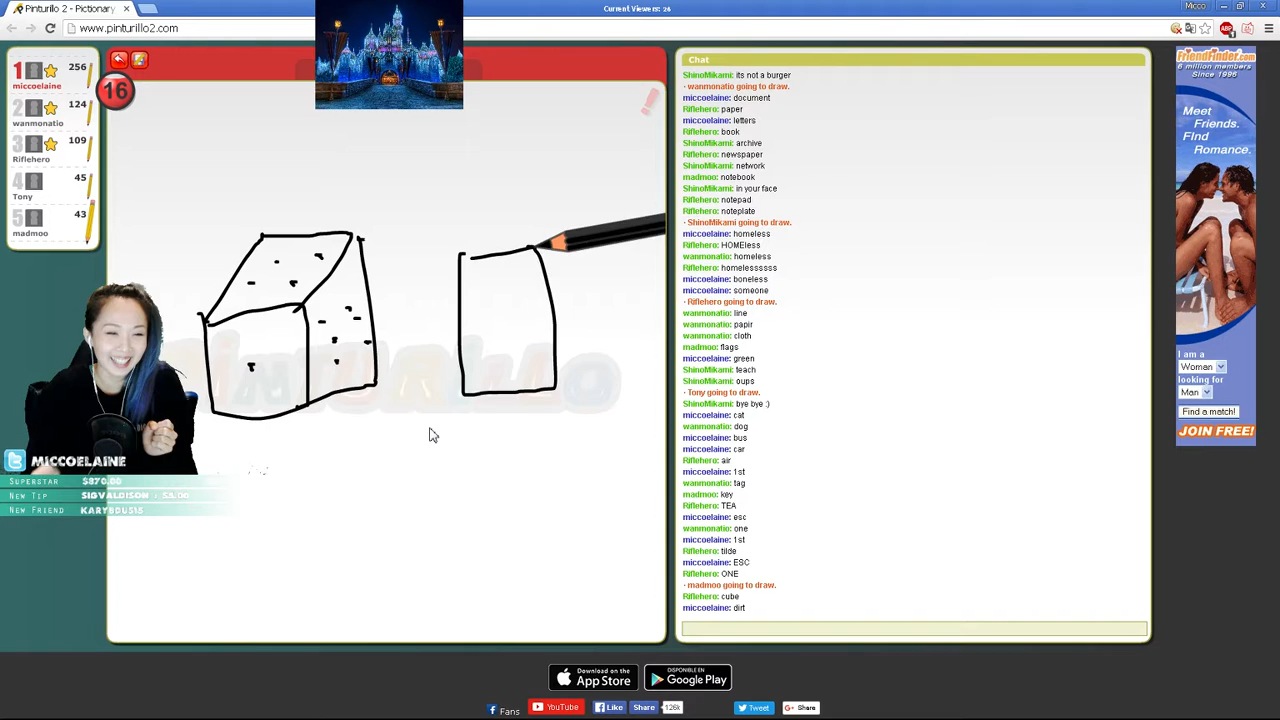 Pinturillo 2 - Pictionary
Current Viewers: 26
Micco
www.pinturillo2.com
1 256
miccoelaine
2 124
wanmonatio
3 109
Riflehero
4 45
Tony
5 43
madmoo
16
Chat
ShinoMikami: its not a burger
· wanmonatio going to draw.
miccoelaine: document
Riflehero: paper
miccoelaine: letters
Riflehero: book
ShinoMikami: archive
Riflehero: newspaper
ShinoMikami: network
madmoo: notebook
ShinoMikami: in your face
Riflehero: notepad
Riflehero: noteplate
· ShinoMikami going to draw.
miccoelaine: homeless
Riflehero: HOMEless
wanmonatio: homeless
Riflehero: homelessssss
miccoelaine: boneless
miccoelaine: someone
· Riflehero going to draw.
wanmonatio: line
wanmonatio: papir
wanmonatio: cloth
madmoo: flags
miccoelaine: green
ShinoMikami: teach
ShinoMikami: oups
· Tony going to draw.
ShinoMikami: bye bye :)
miccoelaine: cat
wanmonatio: dog
miccoelaine: bus
miccoelaine: car
Riflehero: air
miccoelaine: 1st
wanmonatio: tag
madmoo: key
Riflehero: TEA
miccoelaine: esc
wanmonatio: one
miccoelaine: 1st
Riflehero: tilde
miccoelaine: ESC
Riflehero: ONE
· madmoo going to draw.
Riflehero: cube
miccoelaine: dirt
FriendFinder.com
6 million members
Since 1996
Meet
Friends.
Find
Romance.
I am a
Woman
looking for
Man
Find a match!
JOIN FREE!
MICCOELAINE
SUPERSTAR $870.00
NEW TIP SIGVALDISON - $3.00
NEW FRIEND
Download on the
App Store
DISPONIBLE EN
Google Play
Fans
YouTube
Like
Share
126k
Tweet
Share